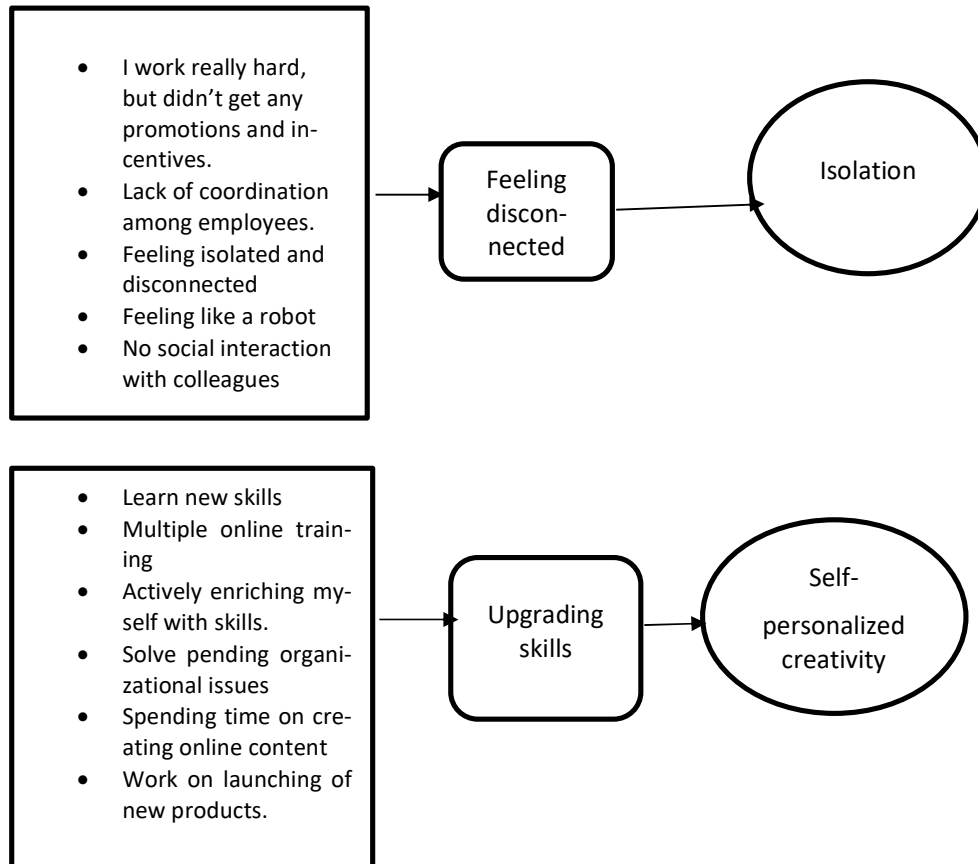 I work really hard,
but didn’t get any
promotions and in-
centives.
Lack of coordination
among employees.
Feeling isolated and
disconnected
Feeling like a robot
No social interaction
with colleagues
Feeling
discon-
nected
Isolation
Learn new skills
Multiple online train-
ing
Actively enriching my-
self with skills.
Solve pending organi-
zational issues
Spending time on cre-
ating online content
Work on launching of
new products.
Upgrading
skills
Self-
personalized
creativity